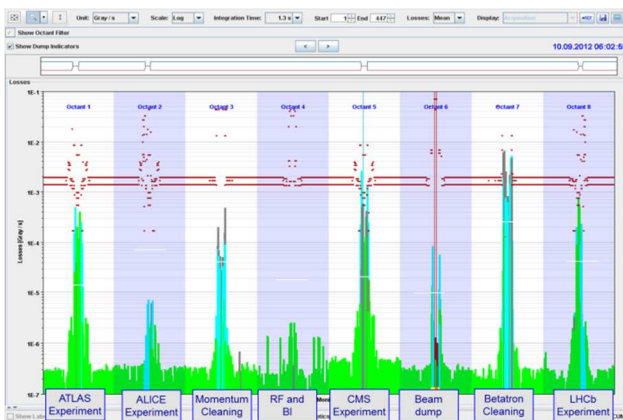 Unit: Gray / s Scale: Log Integration Time: 1.3 s Start 1 End 447 Losses: Mean Display:
Show Octant Filter
Show Dump Indicators < > 10.09.2012 06:02:5
Losses
1E-1
Octant 1 Octant 2 Octant 3 Octant 4 Octant 5 Octant 6 Octant 7 Octant 8
1E-2
1E-3
Losses [Gray / s]
1E-4
1E-5
1E-6
1E-7
ATLAS Experiment
ALICE Experiment
Momentum Cleaning
RF and BI
CMS Experiment
Beam dump
Betatron Cleaning
LHCb Experiment